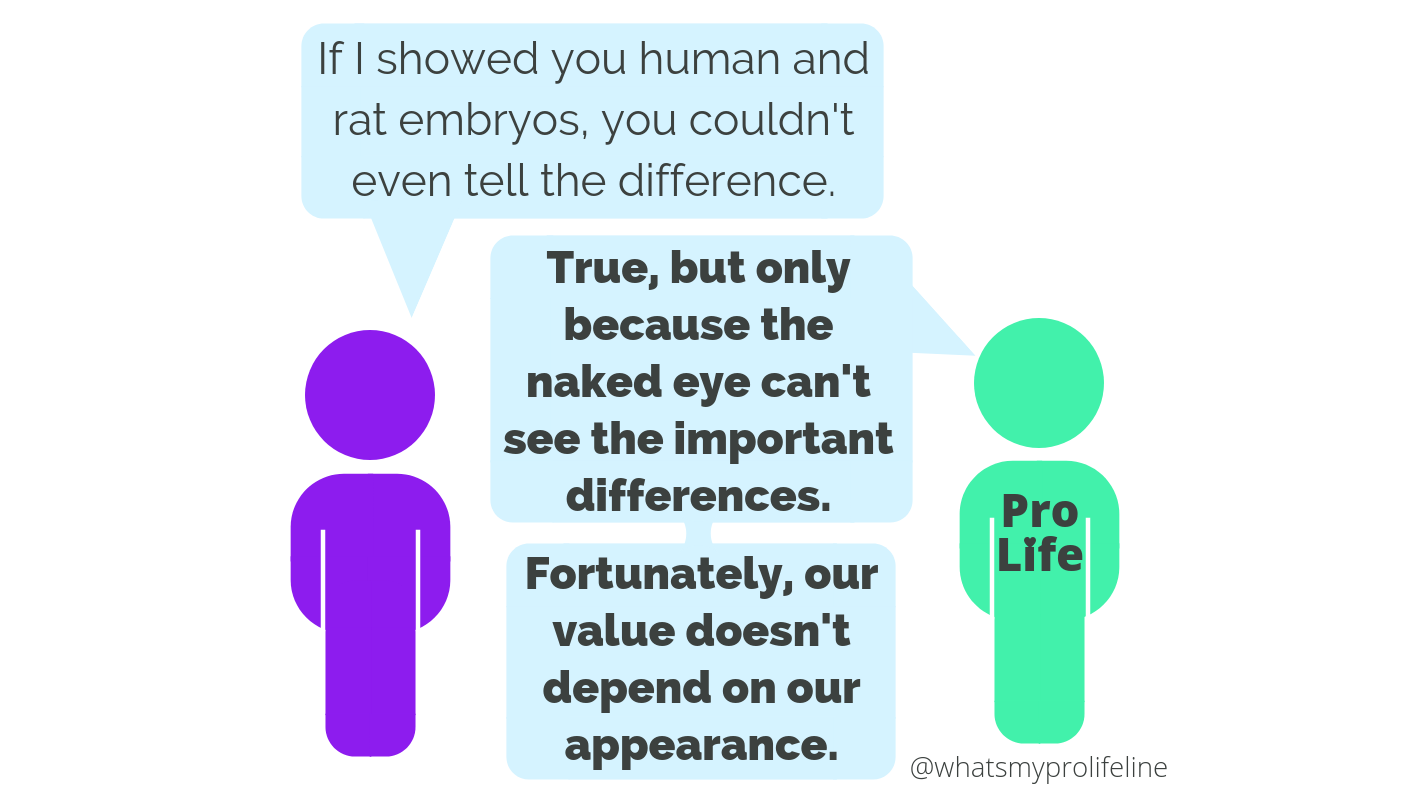 If I showed you human and
rat embryos, you couldn't
even tell the difference.
True, but only
because the
naked eye can't
see the important
differences.
Fortunately, our
value doesn't
depend on our
appearance.
Pro
Life
@whatsmyprolifeline